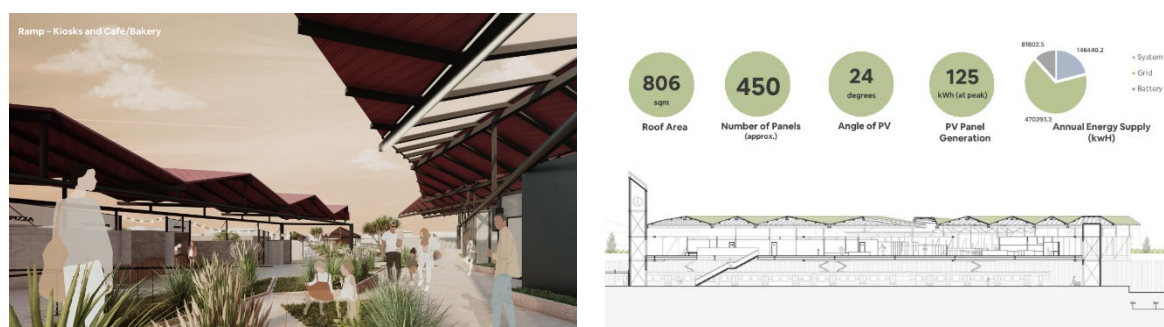 Ramp – Kiosks and Café/Bakery
PIZZA
806
sqm
Roof Area
450
Number of Panels
(approx.)
24
degrees
Angle of PV
125
kWh (at peak)
PV Panel
Generation
81802.5
146440.2
470293.3
System
Grid
Battery
Annual Energy Supply
(kwH)